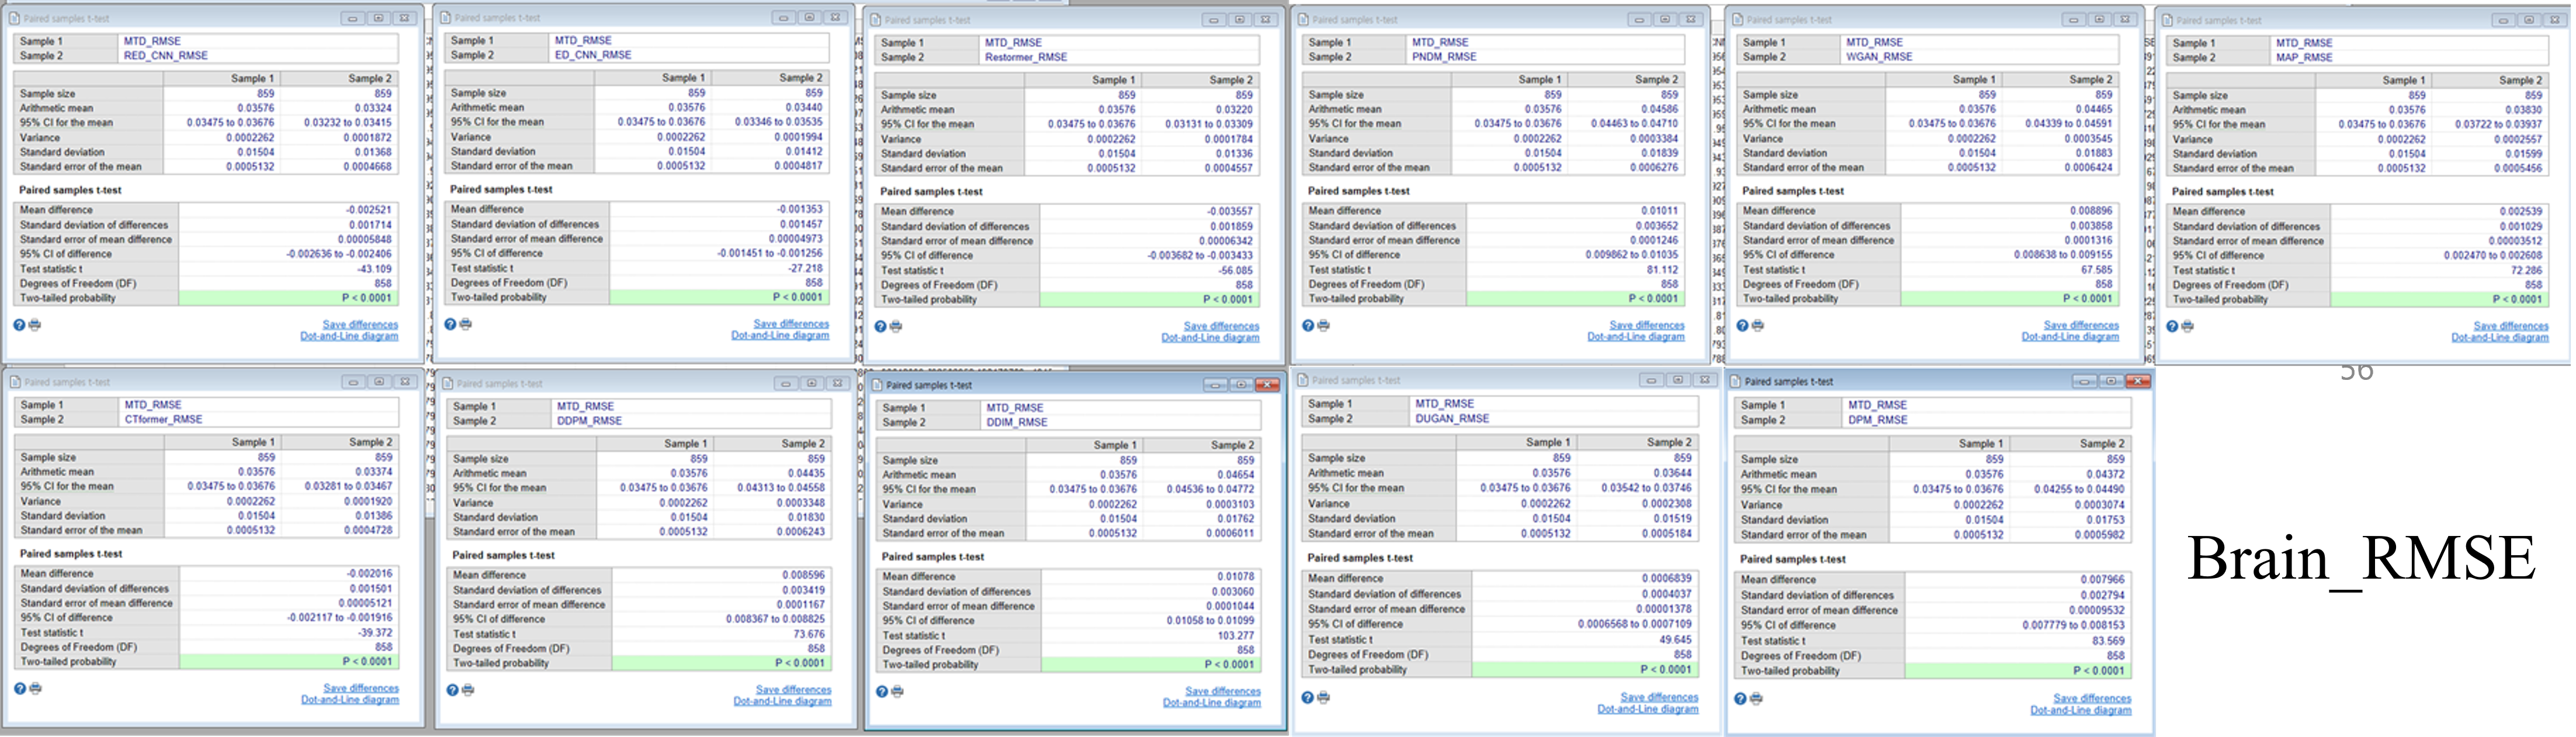 Paired samples t-test
Sample 1 MTD_RMSE
Sample 2 RED_CNN_RMSE
Sample 1 Sample 2
Sample size 859 859
Arithmetic mean 0.03576 0.03324
95% CI for the mean 0.03475 to 0.03676 0.03232 to 0.03415
Variance 0.0002262 0.0001872
Standard deviation 0.01504 0.01368
Standard error of the mean 0.0005132 0.0004668
Paired samples t-test
Mean difference -0.002521
Standard deviation of differences 0.001714
Standard error of mean difference 0.00005848
95% CI of difference -0.002636 to -0.002406
Test statistic t -43.109
Degrees of Freedom (DF) 858
Two-tailed probability P < 0.0001
Save differences
Dot-and-Line diagram
Paired samples t-test
Sample 1 MTD_RMSE
Sample 2 ED_CNN_RMSE
Sample 1 Sample 2
Sample size 859 859
Arithmetic mean 0.03576 0.03440
95% CI for the mean 0.03475 to 0.03676 0.03346 to 0.03535
Variance 0.0002262 0.0001994
Standard deviation 0.01504 0.01412
Standard error of the mean 0.0005132 0.0004817
Paired samples t-test
Mean difference -0.001353
Standard deviation of differences 0.001457
Standard error of mean difference 0.00004973
95% CI of difference -0.001451 to -0.001256
Test statistic t -27.218
Degrees of Freedom (DF) 858
Two-tailed probability P < 0.0001
Save differences
Dot-and-Line diagram
Paired samples t-test
Sample 1 MTD_RMSE
Sample 2 Restormer_RMSE
Sample 1 Sample 2
Sample size 859 859
Arithmetic mean 0.03576 0.03220
95% CI for the mean 0.03475 to 0.03676 0.03131 to 0.03309
Variance 0.0002262 0.0001784
Standard deviation 0.01504 0.01336
Standard error of the mean 0.0005132 0.0004557
Paired samples t-test
Mean difference -0.003557
Standard deviation of differences 0.001859
Standard error of mean difference 0.00006342
95% CI of difference -0.003682 to -0.003433
Test statistic t -56.085
Degrees of Freedom (DF) 858
Two-tailed probability P < 0.0001
Save differences
Dot-and-Line diagram
Paired samples t-test
Sample 1 MTD_RMSE
Sample 2 PNDM_RMSE
Sample 1 Sample 2
Sample size 859 859
Arithmetic mean 0.03576 0.04586
95% CI for the mean 0.03475 to 0.03676 0.04463 to 0.04710
Variance 0.0002262 0.0003384
Standard deviation 0.01504 0.01839
Standard error of the mean 0.0005132 0.0006276
Paired samples t-test
Mean difference 0.01011
Standard deviation of differences 0.003652
Standard error of mean difference 0.0001246
95% CI of difference 0.009862 to 0.01035
Test statistic t 81.112
Degrees of Freedom (DF) 858
Two-tailed probability P < 0.0001
Save differences
Dot-and-Line diagram
Paired samples t-test
Sample 1 MTD_RMSE
Sample 2 WGAN_RMSE
Sample 1 Sample 2
Sample size 859 859
Arithmetic mean 0.03576 0.04465
95% CI for the mean 0.03475 to 0.03676 0.04339 to 0.04591
Variance 0.0002262 0.0003545
Standard deviation 0.01504 0.01883
Standard error of the mean 0.0005132 0.0006424
Paired samples t-test
Mean difference 0.008896
Standard deviation of differences 0.003858
Standard error of mean difference 0.0001316
95% CI of difference 0.008638 to 0.009155
Test statistic t 67.585
Degrees of Freedom (DF) 858
Two-tailed probability P < 0.0001
Save differences
Dot-and-Line diagram
Paired samples t-test
Sample 1 MTD_RMSE
Sample 2 MAP_RMSE
Sample 1 Sample 2
Sample size 859 859
Arithmetic mean 0.03576 0.03830
95% CI for the mean 0.03475 to 0.03676 0.03722 to 0.03937
Variance 0.0002262 0.0002557
Standard deviation 0.01504 0.01599
Standard error of the mean 0.0005132 0.0005456
Paired samples t-test
Mean difference 0.002539
Standard deviation of differences 0.001029
Standard error of mean difference 0.00003512
95% CI of difference 0.002470 to 0.002608
Test statistic t 72.286
Degrees of Freedom (DF) 858
Two-tailed probability P < 0.0001
Save differences
Dot-and-Line diagram
56
Paired samples t-test
Sample 1 MTD_RMSE
Sample 2 CTformer_RMSE
Sample 1 Sample 2
Sample size 859 859
Arithmetic mean 0.03576 0.03374
95% CI for the mean 0.03475 to 0.03676 0.03281 to 0.03467
Variance 0.0002262 0.0001920
Standard deviation 0.01504 0.01386
Standard error of the mean 0.0005132 0.0004728
Paired samples t-test
Mean difference -0.002016
Standard deviation of differences 0.001501
Standard error of mean difference 0.00005121
95% CI of difference -0.002117 to -0.001916
Test statistic t -39.372
Degrees of Freedom (DF) 858
Two-tailed probability P < 0.0001
Save differences
Dot-and-Line diagram
Paired samples t-test
Sample 1 MTD_RMSE
Sample 2 DDPM_RMSE
Sample 1 Sample 2
Sample size 859 859
Arithmetic mean 0.03576 0.04435
95% CI for the mean 0.03475 to 0.03676 0.04313 to 0.04558
Variance 0.0002262 0.0003348
Standard deviation 0.01504 0.01830
Standard error of the mean 0.0005132 0.0006243
Paired samples t-test
Mean difference 0.008596
Standard deviation of differences 0.003419
Standard error of mean difference 0.0001167
95% CI of difference 0.008367 to 0.008825
Test statistic t 73.676
Degrees of Freedom (DF) 858
Two-tailed probability P < 0.0001
Save differences
Dot-and-Line diagram
Paired samples t-test
Sample 1 MTD_RMSE
Sample 2 DDIM_RMSE
Sample 1 Sample 2
Sample size 859 859
Arithmetic mean 0.03576 0.04654
95% CI for the mean 0.03475 to 0.03676 0.04536 to 0.04772
Variance 0.0002262 0.0003103
Standard deviation 0.01504 0.01762
Standard error of the mean 0.0005132 0.0006011
Paired samples t-test
Mean difference 0.01078
Standard deviation of differences 0.003060
Standard error of mean difference 0.0001044
95% CI of difference 0.01058 to 0.01099
Test statistic t 103.277
Degrees of Freedom (DF) 858
Two-tailed probability P < 0.0001
Save differences
Dot-and-Line diagram
Paired samples t-test
Sample 1 MTD_RMSE
Sample 2 DUGAN_RMSE
Sample 1 Sample 2
Sample size 859 859
Arithmetic mean 0.03576 0.03644
95% CI for the mean 0.03475 to 0.03676 0.03542 to 0.03746
Variance 0.0002262 0.0002308
Standard deviation 0.01504 0.01519
Standard error of the mean 0.0005132 0.0005184
Paired samples t-test
Mean difference 0.0006839
Standard deviation of differences 0.0004037
Standard error of mean difference 0.00001378
95% CI of difference 0.0006568 to 0.0007109
Test statistic t 49.645
Degrees of Freedom (DF) 858
Two-tailed probability P < 0.0001
Save differences
Dot-and-Line diagram
Paired samples t-test
Sample 1 MTD_RMSE
Sample 2 DPM_RMSE
Sample 1 Sample 2
Sample size 859 859
Arithmetic mean 0.03576 0.04372
95% CI for the mean 0.03475 to 0.03676 0.04255 to 0.04490
Variance 0.0002262 0.0003074
Standard deviation 0.01504 0.01753
Standard error of the mean 0.0005132 0.0005982
Paired samples t-test
Mean difference 0.007966
Standard deviation of differences 0.002794
Standard error of mean difference 0.00009532
95% CI of difference 0.007779 to 0.008153
Test statistic t 83.569
Degrees of Freedom (DF) 858
Two-tailed probability P < 0.0001
Save differences
Dot-and-Line diagram
Brain_RMSE